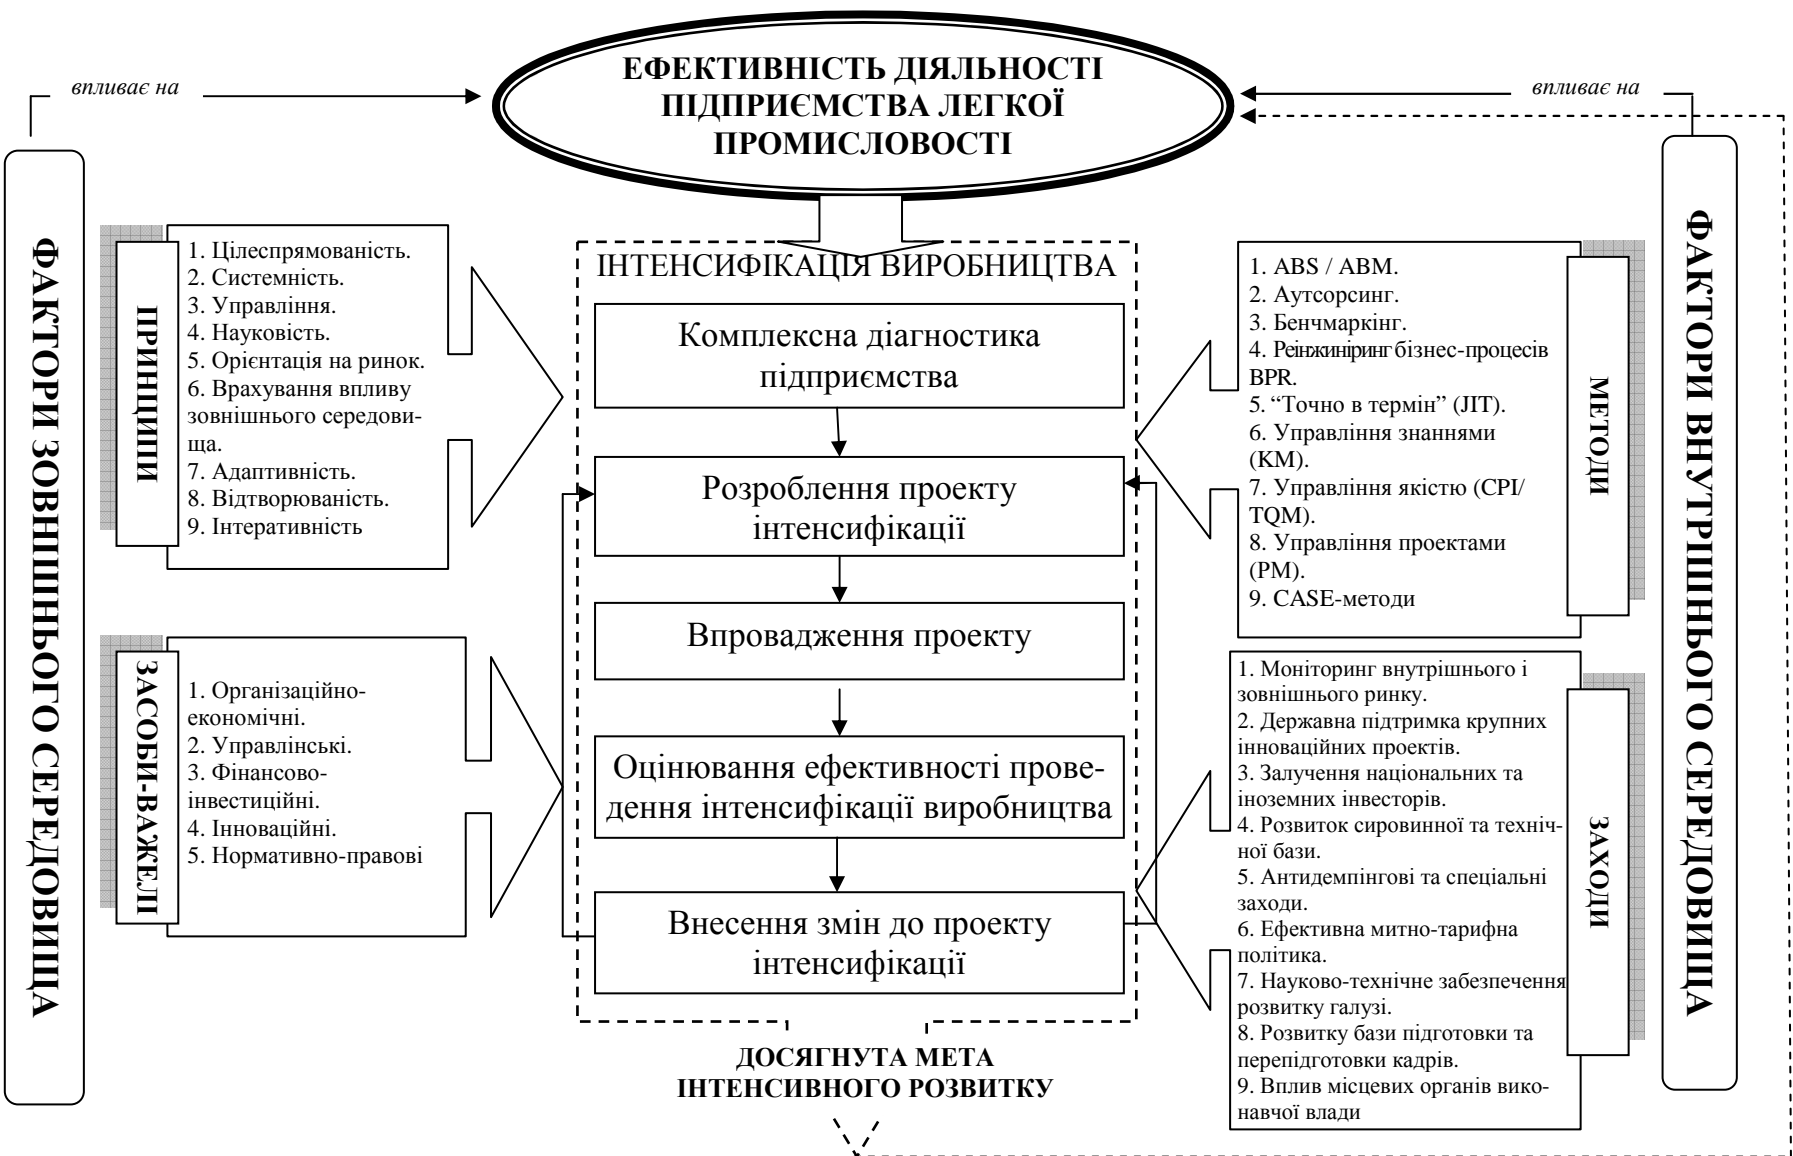 ЕФЕКТИВНІСТЬ ДІЯЛЬНОСТІ
ПІДПРИЄМСТВА ЛЕГКОЇ
ПРОМИСЛОВОСТІ
впливає на
впливає на
ФАКТОРИ ЗОВНІШНЬОГО СЕРЕДОВИЩА
ПРИНЦИПИ
1. Цілеспрямованість.
2. Системність.
3. Управління.
4. Науковість.
5. Орієнтація на ринок.
6. Врахування впливу
зовнішнього середови-
ща.
7. Адаптивність.
8. Відтворюваність.
9. Інтеративність
ЗАСОБИ-ВАЖЕЛІ
1. Організаційно-
економічні.
2. Управлінські.
3. Фінансово-
інвестиційні.
4. Інноваційні.
5. Нормативно-правові
ІНТЕНСИФІКАЦІЯ ВИРОБНИЦТВА
Комплексна діагностика
підприємства
Розроблення проекту
інтенсифікації
Впровадження проекту
Оцінювання ефективності прове-
дення інтенсифікації виробництва
Внесення змін до проекту
інтенсифікації
ДОСЯГНУТА МЕТА
ІНТЕНСИВНОГО РОЗВИТКУ
1. ABS / ABM.
2. Аутсорсинг.
3. Бенчмаркінг.
4. Реінжиніринг бізнес-процесів
BPR.
5. “Точно в термін” (JIT).
6. Управління знаннями
(KM).
7. Управління якістю (CPI/
TQM).
8. Управління проектами
(PM).
9. CASE-методи
МЕТОДИ
1. Моніторинг внутрішнього і
зовнішнього ринку.
2. Державна підтримка крупних
інноваційних проектів.
3. Залучення національних та
іноземних інвесторів.
4. Розвиток сировинної та техніч-
ної бази.
5. Антидемпінгові та спеціальні
заходи.
6. Ефективна митно-тарифна
політика.
7. Науково-технічне забезпечення
розвитку галузі.
8. Розвитку бази підготовки та
перепідготовки кадрів.
9. Вплив місцевих органів вико-
навчої влади
ЗАХОДИ
ФАКТОРИ ВНУТРІШНЬОГО СЕРЕДОВИЩА